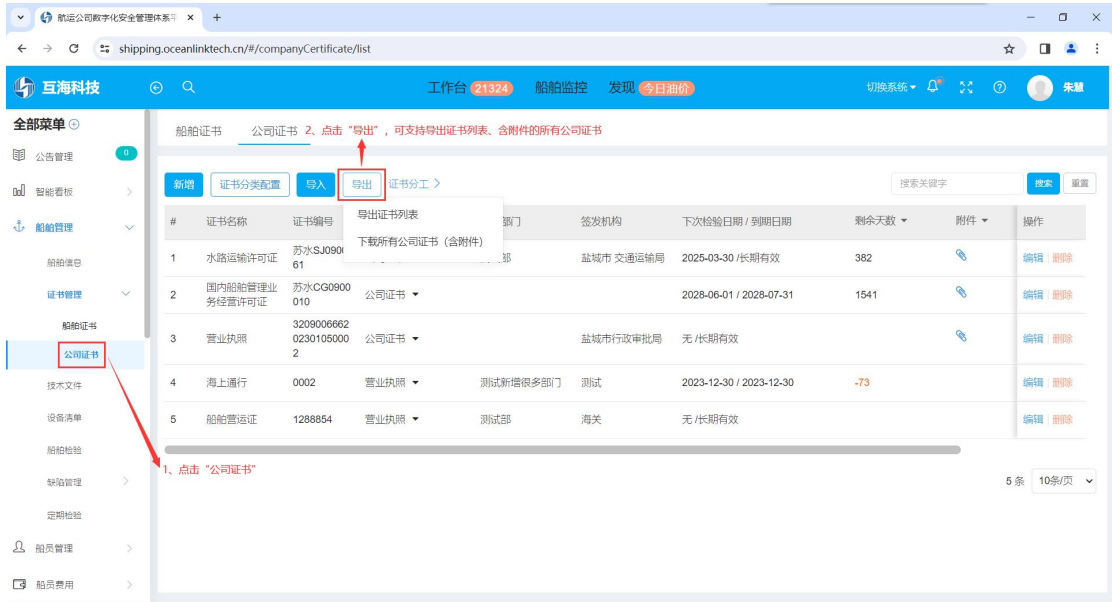 航运公司数字化安全管理体系平
shipping.oceanlinktech.cn/#/companyCertificate/list
互海科技
工作台 21324 船舶监控 发现 今日油价
切换系统
朱慧
全部菜单
公告管理 0
智能看板
船舶管理
船舶信息
证书管理
船舶证书
公司证书
技术文件
设备清单
船舶检验
缺陷管理
定期检验
船员管理
船员费用
船舶证书 公司证书 2、点击“导出”，可支持导出证书列表、含附件的所有公司证书
新增 证书分类配置 导入 导出 证书分工 搜索关键字 搜索 重置
导出证书列表
下载所有公司证书（含附件）
# 证书名称 证书编号 部门 签发机构 下次检验日期 / 到期日期 剩余天数 附件 操作
1 水路运输许可证 苏水SJ0900 部 盐城市 交通运输局 2025-03-30 /长期有效 382 编辑 删除
61
2 国内船舶管理业 苏水CG0900 公司证书 2028-06-01 / 2028-07-31 1541 编辑 删除
务经营许可证 010
3209006662
3 营业执照 0230105000 公司证书 盐城市行政审批局 无 /长期有效 编辑 删除
2
4 海上通行 0002 营业执照 测试新增很多部门 测试 2023-12-30 / 2023-12-30 -73 编辑 删除
5 船舶营运证 1288854 营业执照 测试部 海关 无 /长期有效 编辑 删除
1、点击“公司证书”
5 条 10条/页